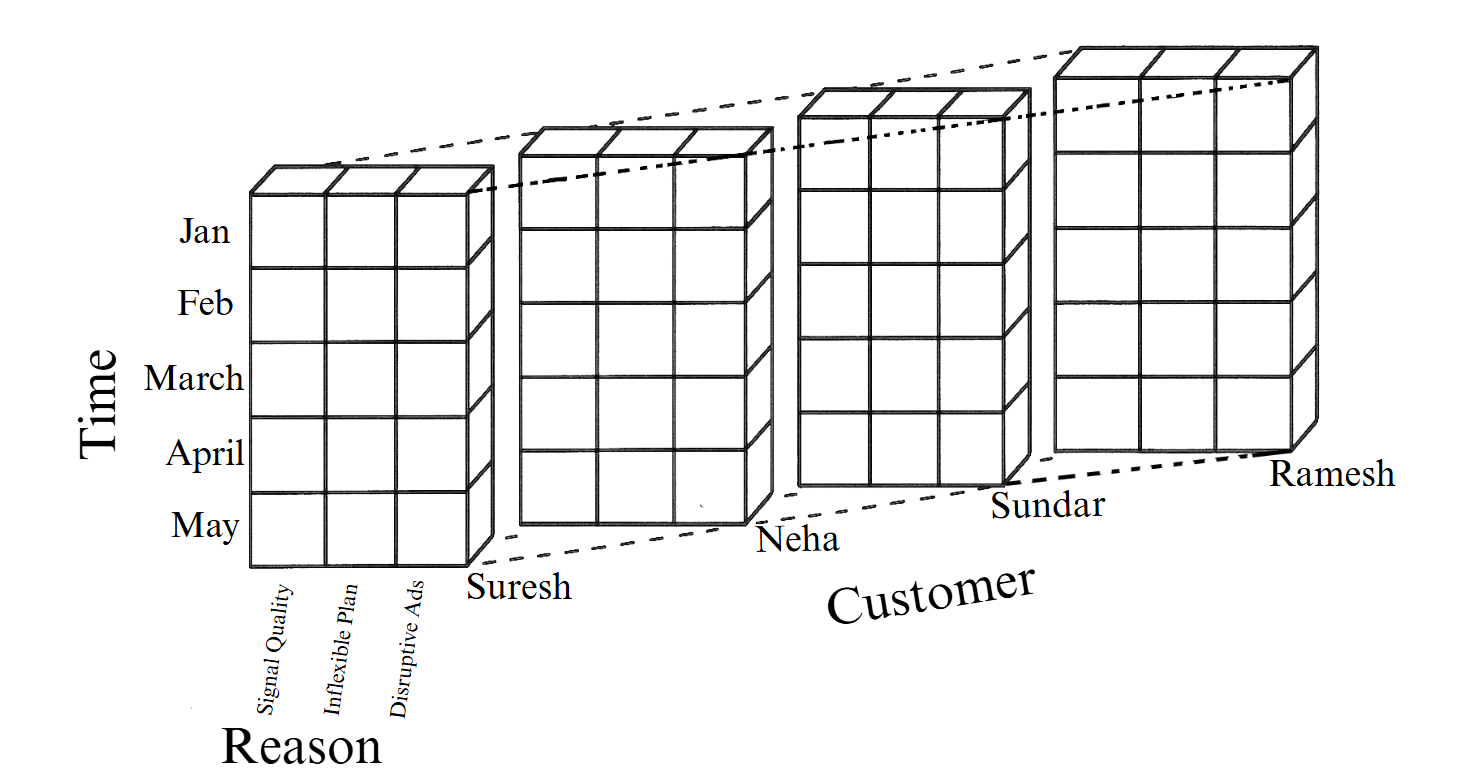 Time
Jan
Feb
March
April
May
Signal Quality
Inflexible Plan
Disruptive Ads
Reason
Suresh
Neha
Sundar
Ramesh
Customer